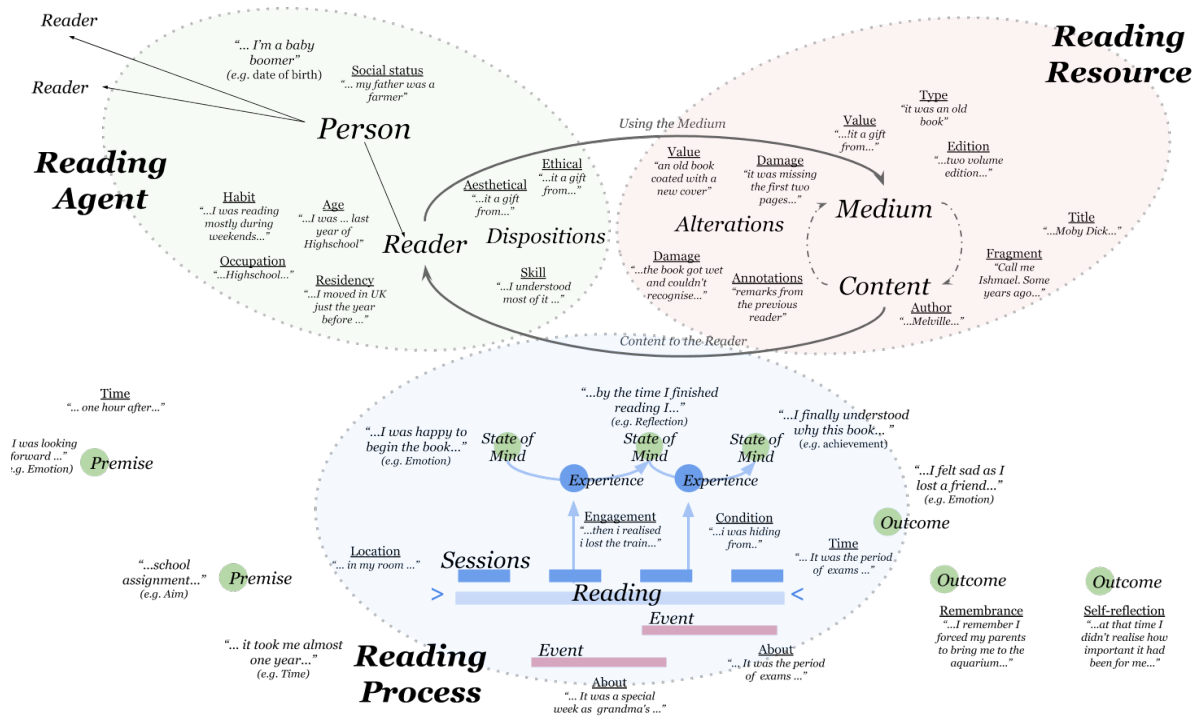 Reader
Reader
“... I’m a baby
boomer”
(e.g. date of birth)
Social status
“... my father was a
farmer”
Person
Reading
Agent
Habit
“...I was reading
mostly during
weekends...”
Age
“...I was ... last
year of
Highschool”
Occupation
“...Highschool...”
Residency
“...I moved in UK
just the year
before ...”
Reader
Aesthetical
“...it a gift
from...”
Ethical
“...it a gift
from...”
Dispositions
Skill
“...I understood
most of it ...”
Using the Medium
Content to the Reader
Reading
Resource
Type
“it was an old
book”
Value
“...!it a gift
from...”
Edition
“...two volume
edition...”
Value
“an old book
coated with a
new cover”
Damage
“it was missing
the first two
pages...”
Alterations
Damage
“...the book got wet
and couldn’t
recognise...”
Annotations
“remarks from
the previous
reader”
Medium
Content
Title
“...Moby Dick...”
Fragment
“Call me
Ishmael. Some
years ago...”
Author
“...Melville...”
Time
“... one hour after...”
I was looking
forward ...”
e.g. Emotion)
Premise
“...school
assignment...”
(e.g. Aim)
Premise
“... it took me almost
one year...”
(e.g. Time)
“...I was happy to
begin the book...”
(e.g. Emotion)
State of
Mind
“...by the time I finished
reading I...”
(e.g. Reflection)
State of
Mind
State of
Mind
“...I finally understood
why this book... ”
(e.g. achievement)
Experience
Experience
Engagement
“...then i realised
i lost the train...”
Condition
“...i was hiding
from..”
Location
“... in my room ...”
Sessions
Time
“... It was the period
of exams ...”
>
Reading
<
Event
Event
About
“... It was the period
of exams ...”
About
“... It was a special
week as grandma’s ...”
Reading
Process
“...I felt sad as I
lost a friend...”
(e.g. Emotion)
Outcome
Outcome
Remembrance
“...I remember I
forced my parents
to bring me to the
aquarium...”
Outcome
Self-reflection
“...at that time I
didn’t realise how
important it had
been for me...”